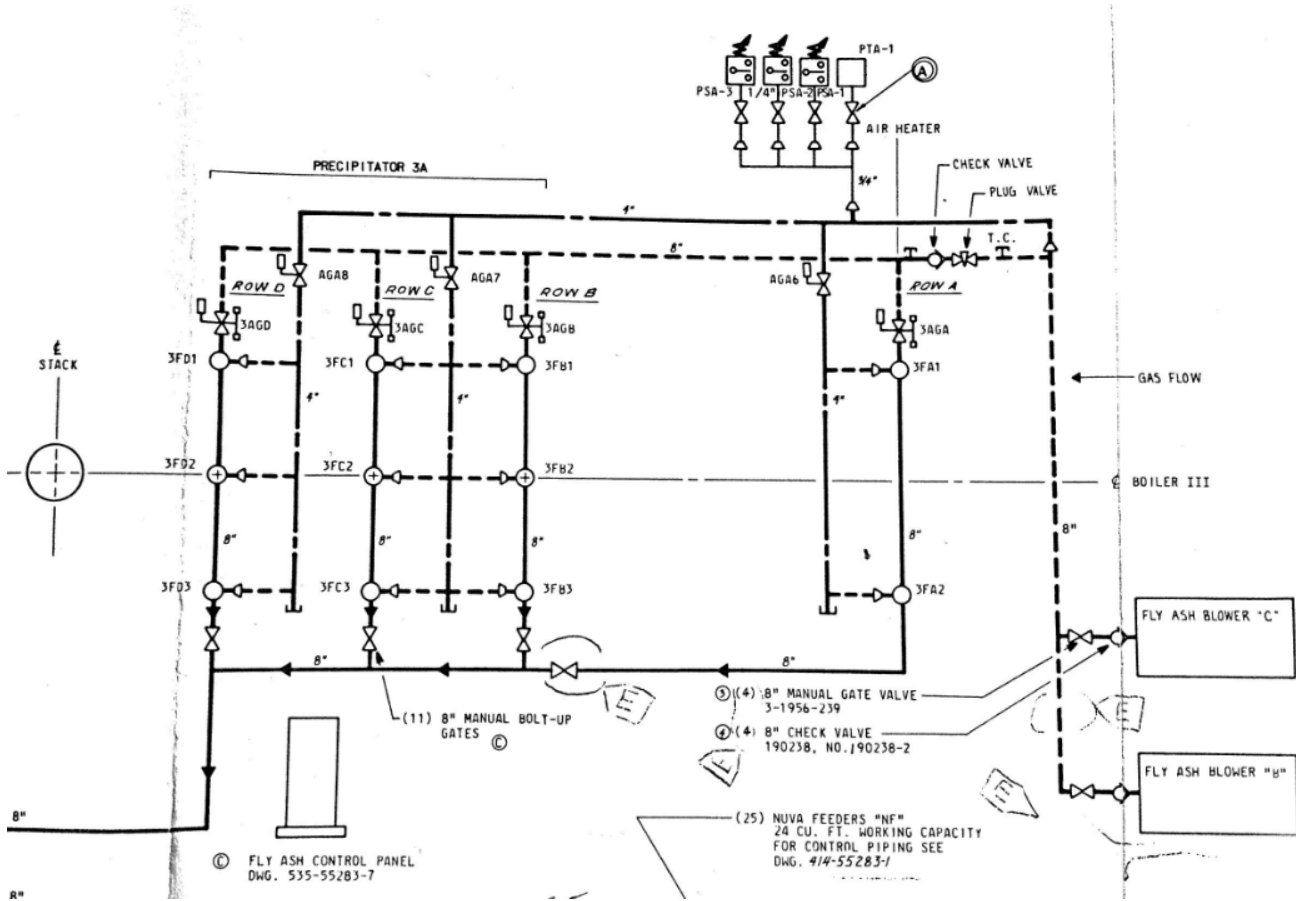 PTA-1
A
PSA-3
1/4"
PSA-2
PSA-1
AIR HEATER
CHECK VALVE
PLUG VALVE
PRECIPITATOR 3A
3/4"
4"
8"
T.C.
AGA8
AGA7
AGA6
ROW D
ROW C
ROW B
ROW A
3AGD
3AGC
3AGB
3AGA
3FD1
3FC1
3FB1
3FA1
℄
STACK
GAS FLOW
4"
4"
4"
3FD2
3FC2
3FB2
℄ BOILER III
8"
8"
8"
8"
8"
3FD3
3FC3
3FB3
3FA2
FLY ASH BLOWER "C"
8"
8"
E
E
(11) 8" MANUAL BOLT-UP
GATES C
3 (4) 8" MANUAL GATE VALVE
3-1956-239
4 (4) 8" CHECK VALVE
190238, NO.190238-2
E
E
FLY ASH BLOWER "B"
8"
(25) NUVA FEEDERS "NF"
24 CU. FT. WORKING CAPACITY
FOR CONTROL PIPING SEE
DWG. 414-55283-1
C FLY ASH CONTROL PANEL
DWG. 535-55283-7
8"